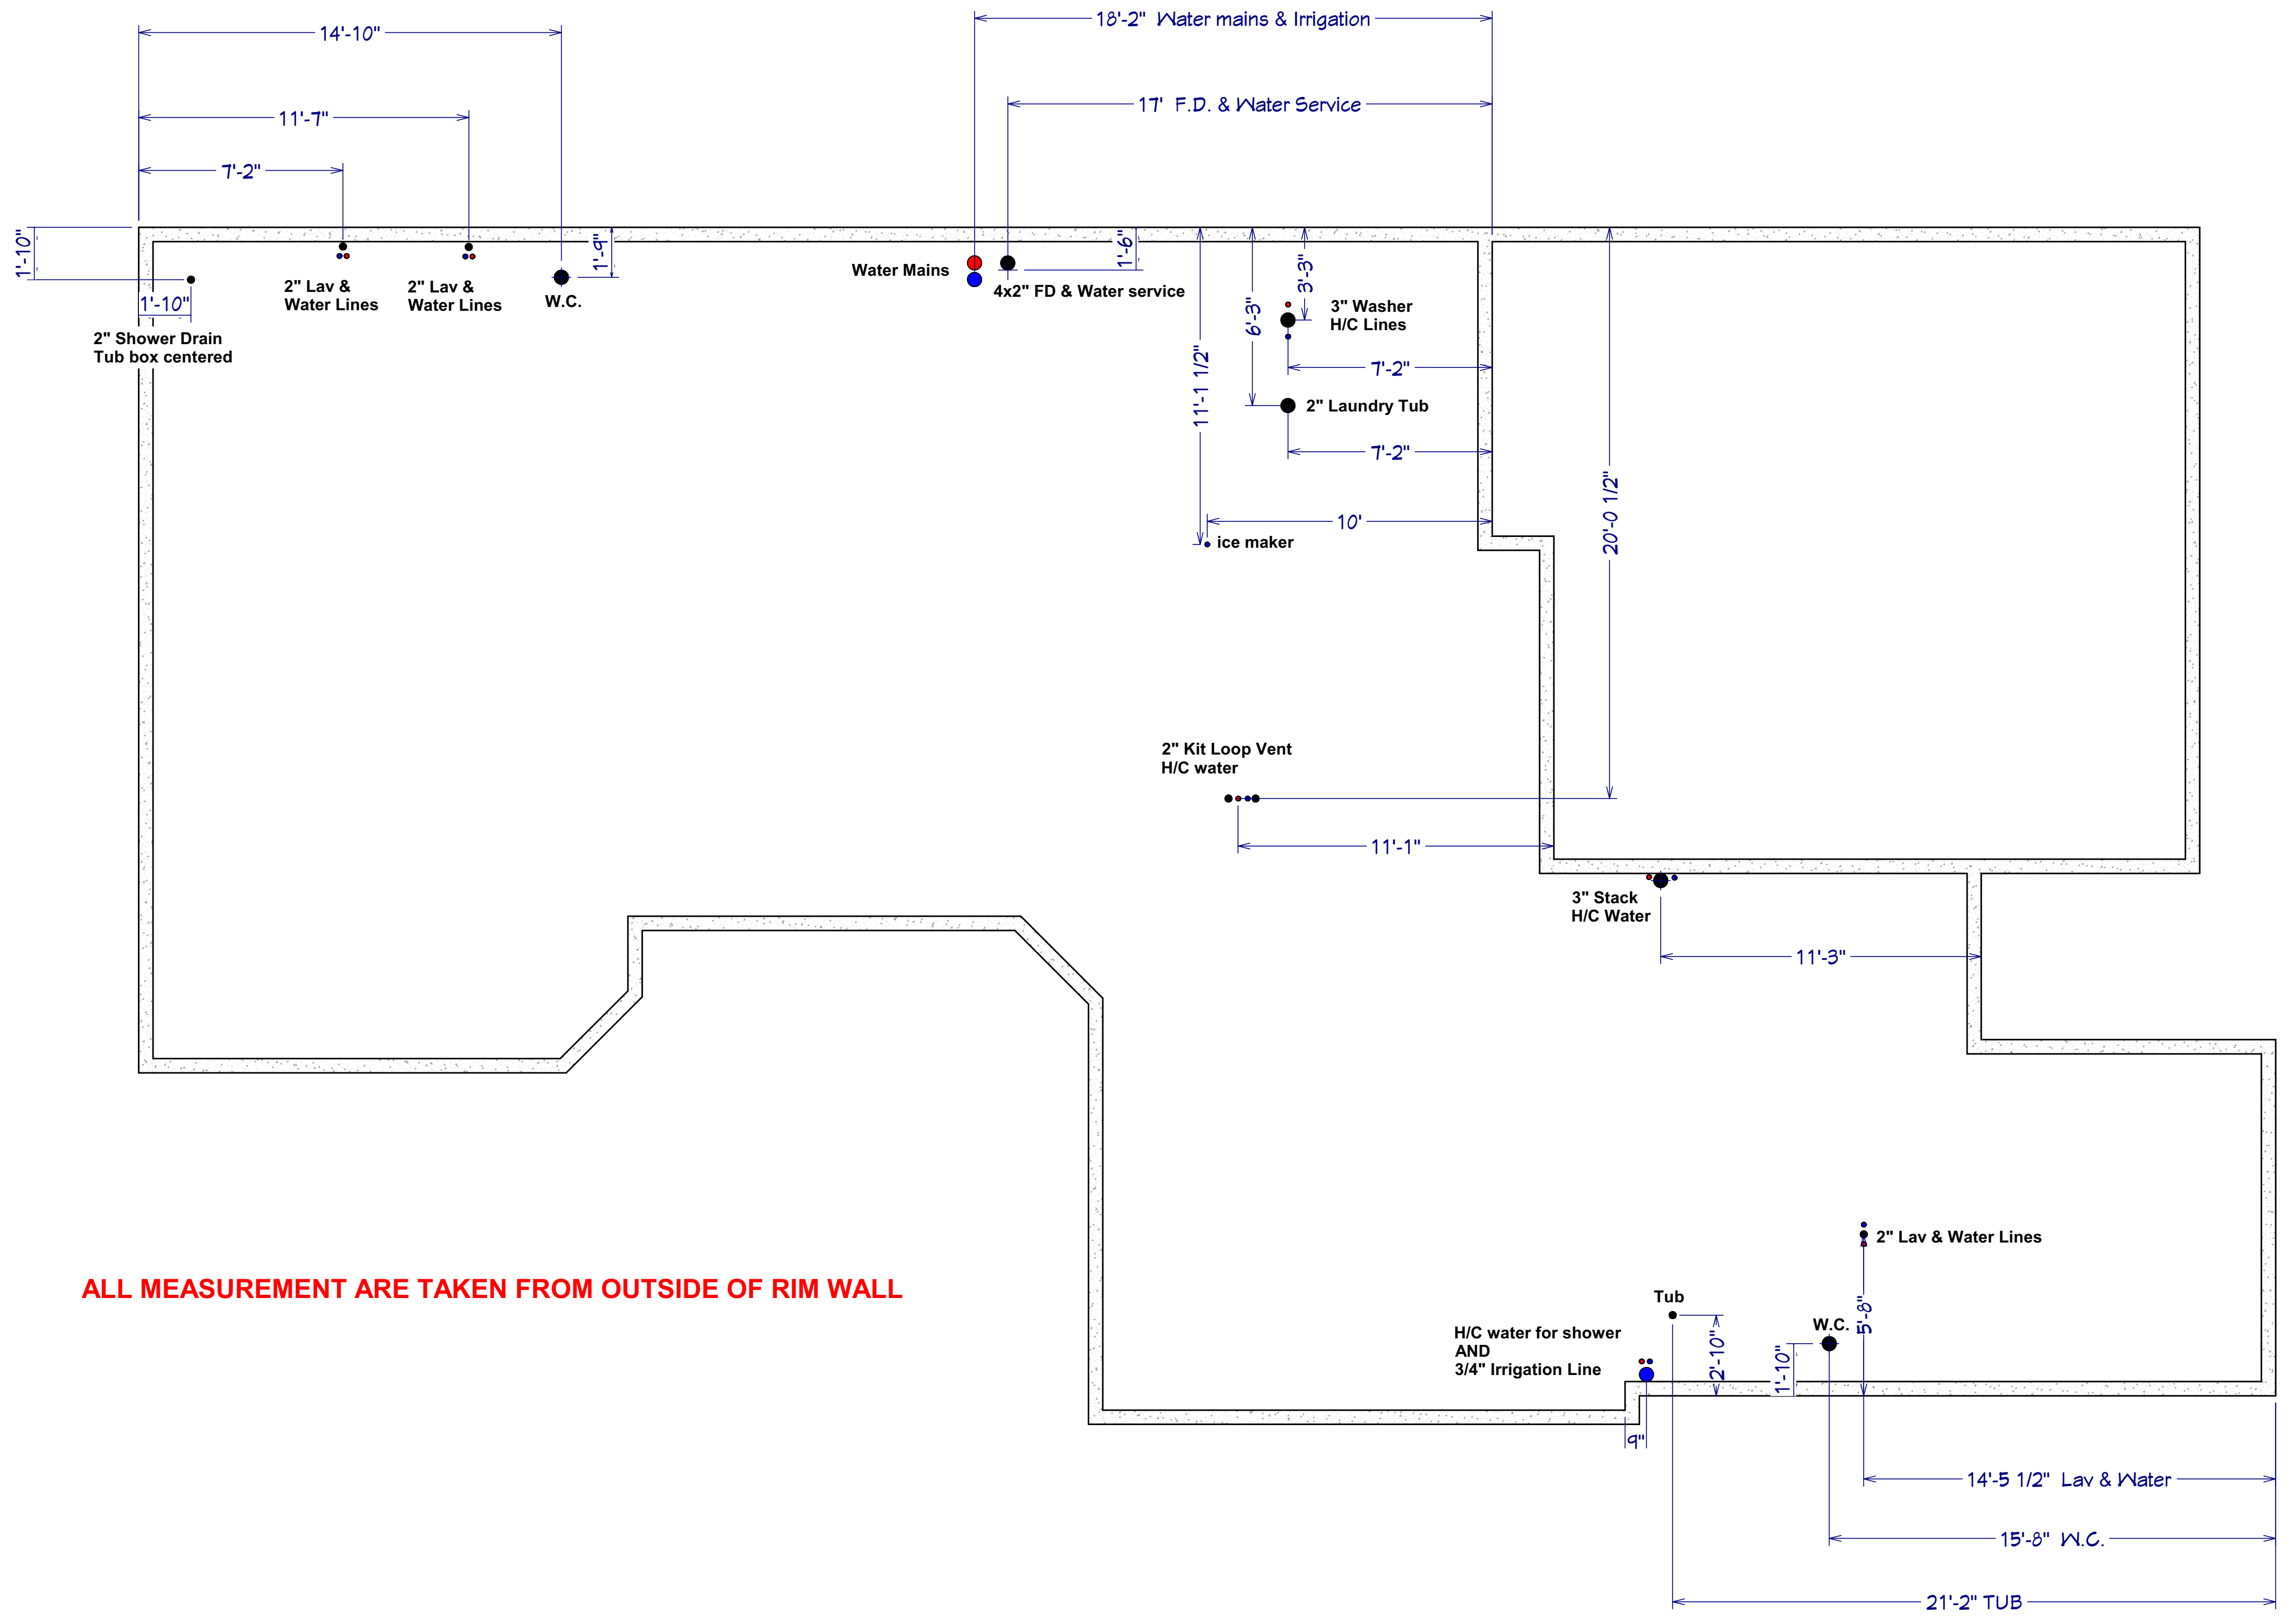 18'-2" Water mains & Irrigation
14'-10"
17' F.D. & Water Service
11'-7"
7'-2"
1'-10"
1'-9"
1'-6"
3'-3"
6'-3"
11'-1 1/2"
20'-0 1/2"
1'-10"
2" Lav &
Water Lines
2" Lav &
Water Lines
W.C.
Water Mains
4x2" FD & Water service
3" Washer
H/C Lines
2" Shower Drain
Tub box centered
7'-2"
2" Laundry Tub
7'-2"
10'
ice maker
2" Kit Loop Vent
H/C water
11'-1"
3" Stack
H/C Water
11'-3"
2" Lav & Water Lines
ALL MEASUREMENT ARE TAKEN FROM OUTSIDE OF RIM WALL
Tub
W.C.
5'-8"
2'-10"
1'-10"
H/C water for shower
AND
3/4" Irrigation Line
9"
14'-5 1/2" Lav & Water
15'-8" W.C.
21'-2" TUB